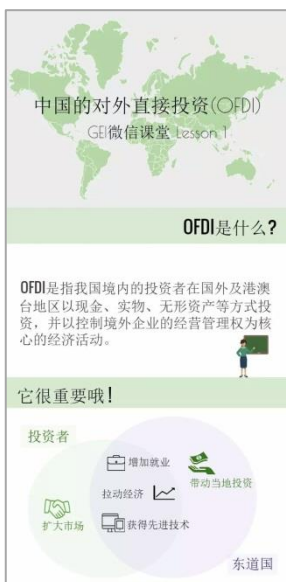 中国的对外直接投资(OFDI)
GEI微信课堂 Lesson 1
OFDI是什么?
OFDI是指我国境内的投资者在国外及港澳
台地区以现金、实物、无形资产等方式投
资，并以控制境外企业的经营管理权为核
心的经济活动。
它很重要哦!
投资者
增加就业
带动当地投资
拉动经济
扩大市场
获得先进技术
东道国